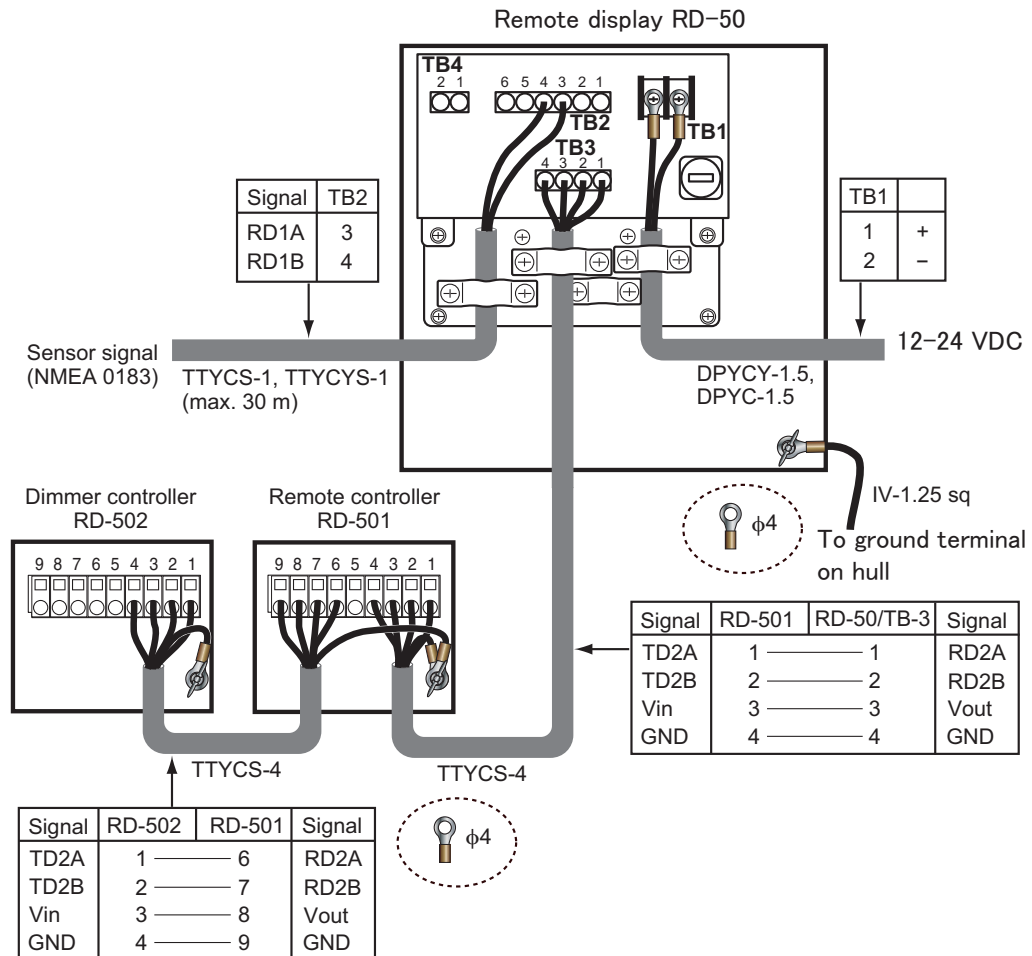 Remote display RD-50
TB4
2 1
6 5 4 3 2 1
TB2
TB1
TB3
4 3 2 1
Signal TB2
RD1A 3
RD1B 4
TB1
1 +
2 −
Sensor signal
(NMEA 0183)
TTYCS-1, TTYCYS-1
(max. 30 m)
12-24 VDC
DPYCY-1.5,
DPYC-1.5
IV-1.25 sq
To ground terminal
on hull
φ4
Dimmer controller
RD-502
9 8 7 6 5 4 3 2 1
Remote controller
RD-501
9 8 7 6 5 4 3 2 1
Signal RD-501 RD-50/TB-3 Signal
TD2A 1 1 RD2A
TD2B 2 2 RD2B
Vin 3 3 Vout
GND 4 4 GND
TTYCS-4
TTYCS-4
φ4
Signal RD-502 RD-501 Signal
TD2A 1 6 RD2A
TD2B 2 7 RD2B
Vin 3 8 Vout
GND 4 9 GND